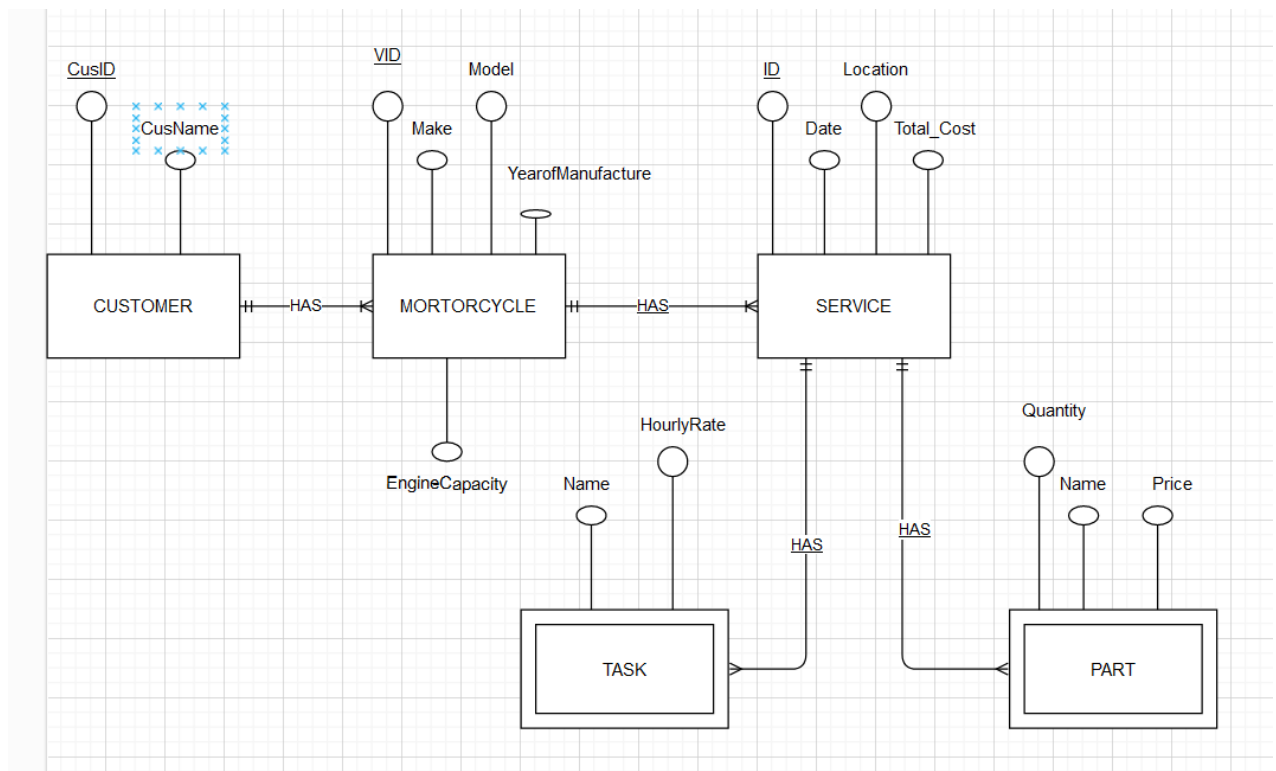 VID
CusID
Model
ID
Location
CusName
Make
Date
Total_Cost
YearofManufacture
CUSTOMER
HAS
MORTORCYCLE
HAS
SERVICE
Quantity
HourlyRate
EngineCapacity
Name
Name
Price
HAS
HAS
TASK
PART